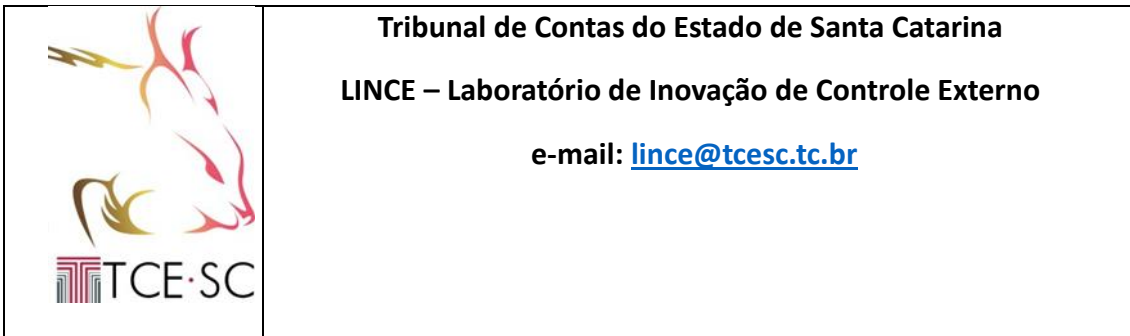 Tribunal de Contas do Estado de Santa Catarina
LINCE – Laboratório de Inovação de Controle Externo
e-mail: lince@tcesc.tc.br
TCE·SC